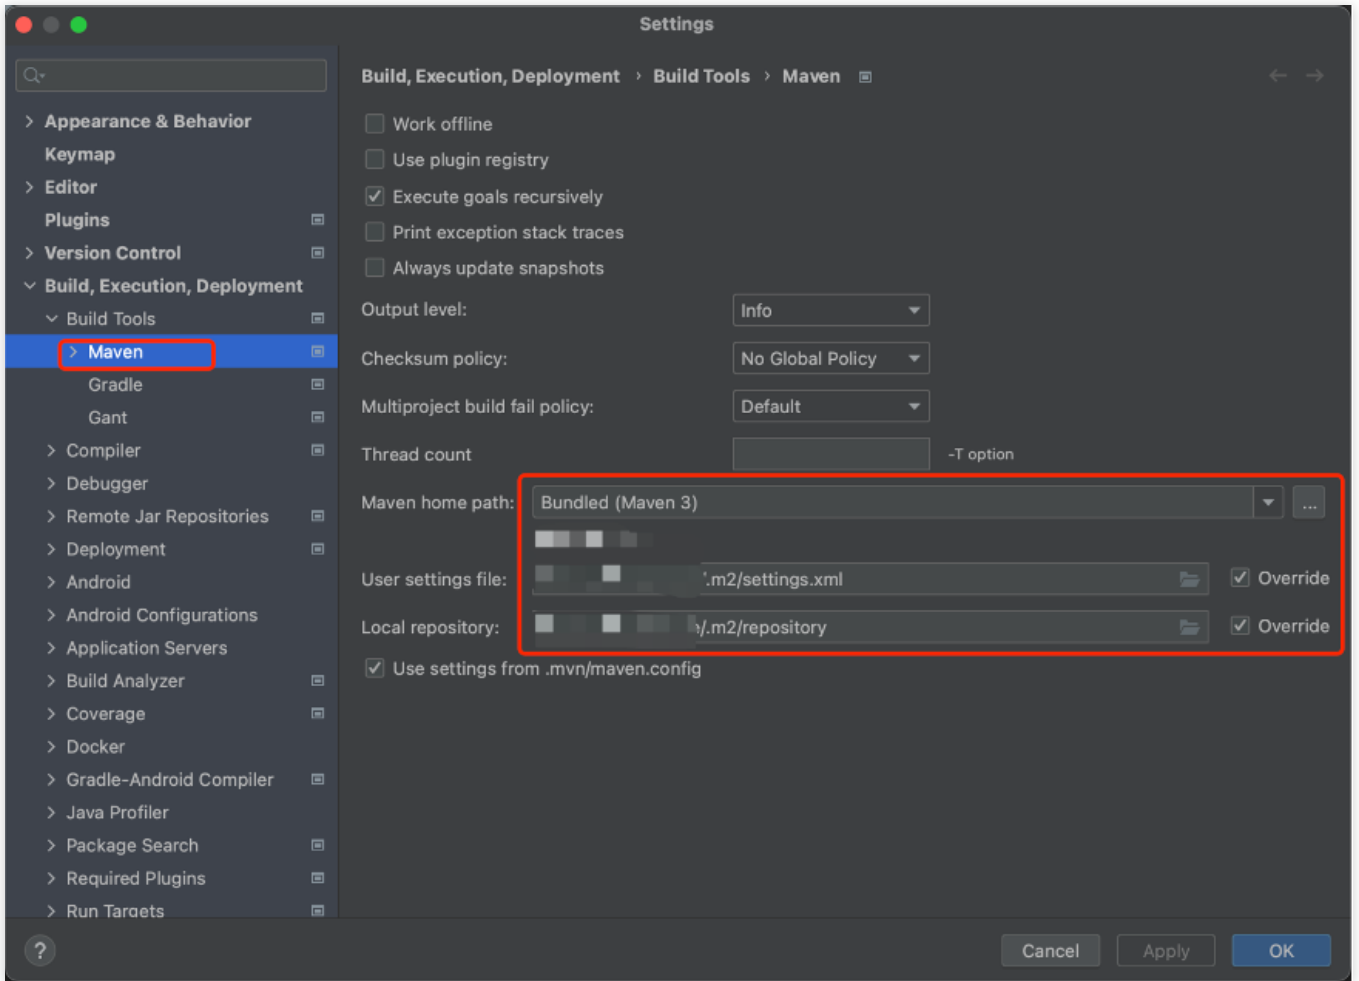 Settings
Build, Execution, Deployment › Build Tools › Maven
Appearance & Behavior
Keymap
Editor
Plugins
Version Control
Build, Execution, Deployment
Build Tools
Maven
Gradle
Gant
Compiler
Debugger
Remote Jar Repositories
Deployment
Android
Android Configurations
Application Servers
Build Analyzer
Coverage
Docker
Gradle-Android Compiler
Java Profiler
Package Search
Required Plugins
Run Targets
Work offline
Use plugin registry
Execute goals recursively
Print exception stack traces
Always update snapshots
Output level: Info
Checksum policy: No Global Policy
Multiproject build fail policy: Default
Thread count -T option
Maven home path: Bundled (Maven 3) ...
User settings file: .m2/settings.xml Override
Local repository: /.m2/repository Override
Use settings from .mvn/maven.config
? Cancel Apply OK